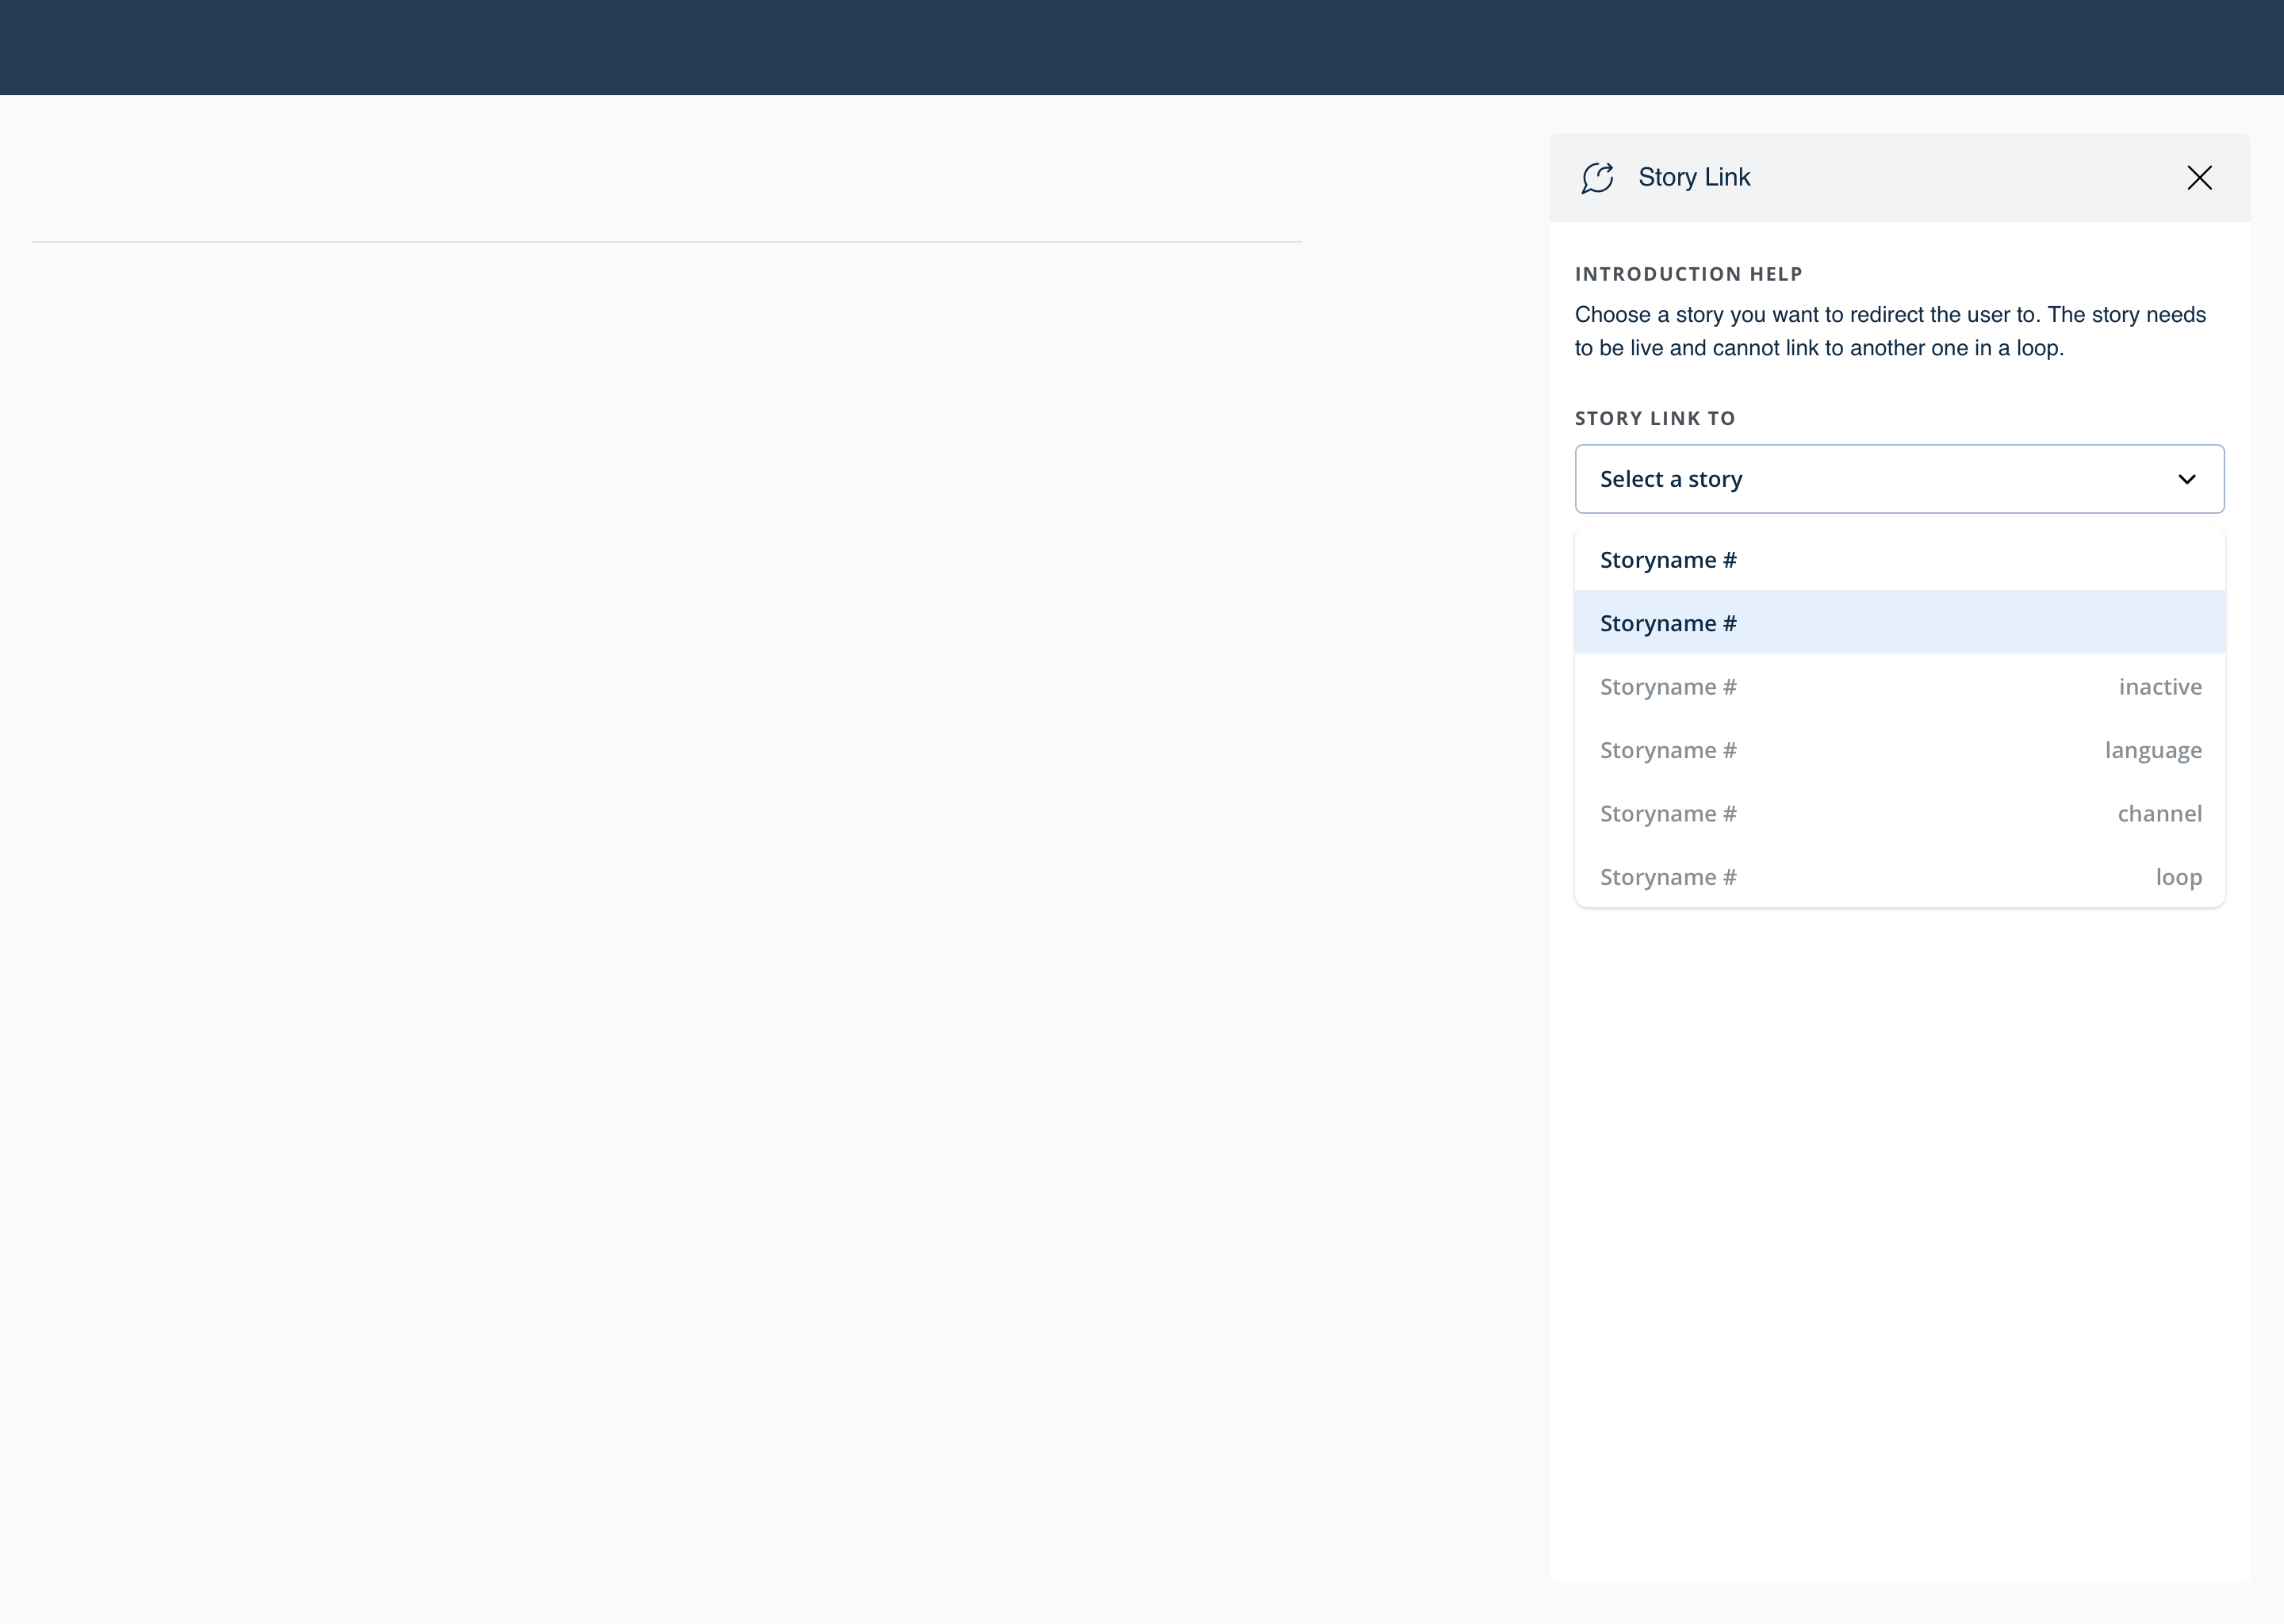 Story Link
INTRODUCTION HELP
Choose a story you want to redirect the user to. The story needs
to be live and cannot link to another one in a loop.
STORY LINK TO
Select a story
Storyname #
Storyname #
Storyname # inactive
Storyname # language
Storyname # channel
Storyname # loop